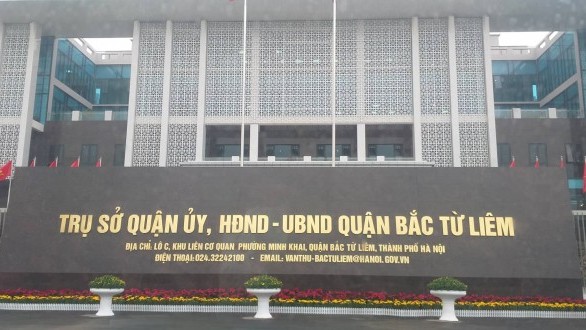 TRỤ SỞ QUẬN ỦY, HĐND - UBND QUẬN BẮC TỪ LIÊM
ĐỊA CHỈ: LÔ C, KHU LIÊN CƠ QUAN PHƯỜNG MINH KHAI, QUẬN BẮC TỪ LIÊM, THÀNH PHỐ HÀ NỘI
ĐIỆN THOẠI:024.32242100 - EMAIL: VANTHU-BACTULIEM@HANOI.GOV.VN